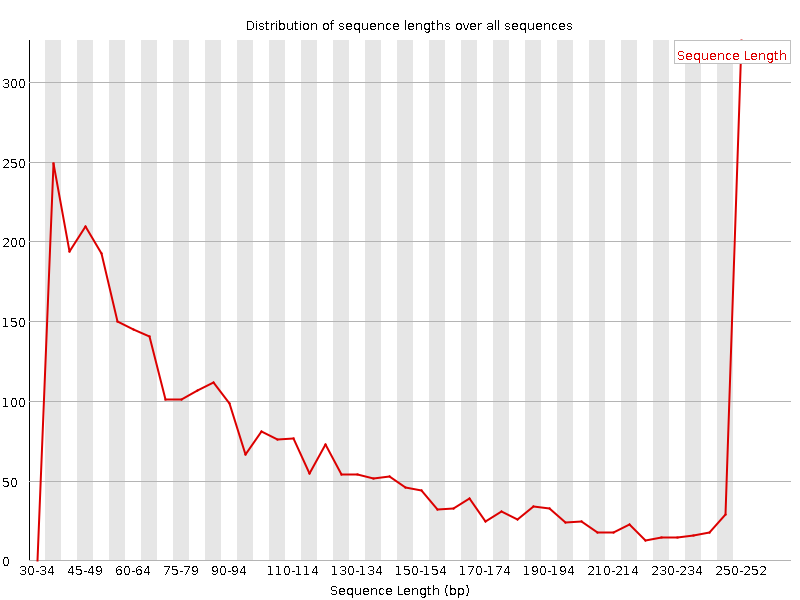 Distribution of sequence lengths over all sequences
Sequence Length
300
250
200
150
100
50
0
30-34 45-49 60-64 75-79 90-94 110-114 130-134 150-154 170-174 190-194 210-214 230-234 250-252
Sequence Length (bp)